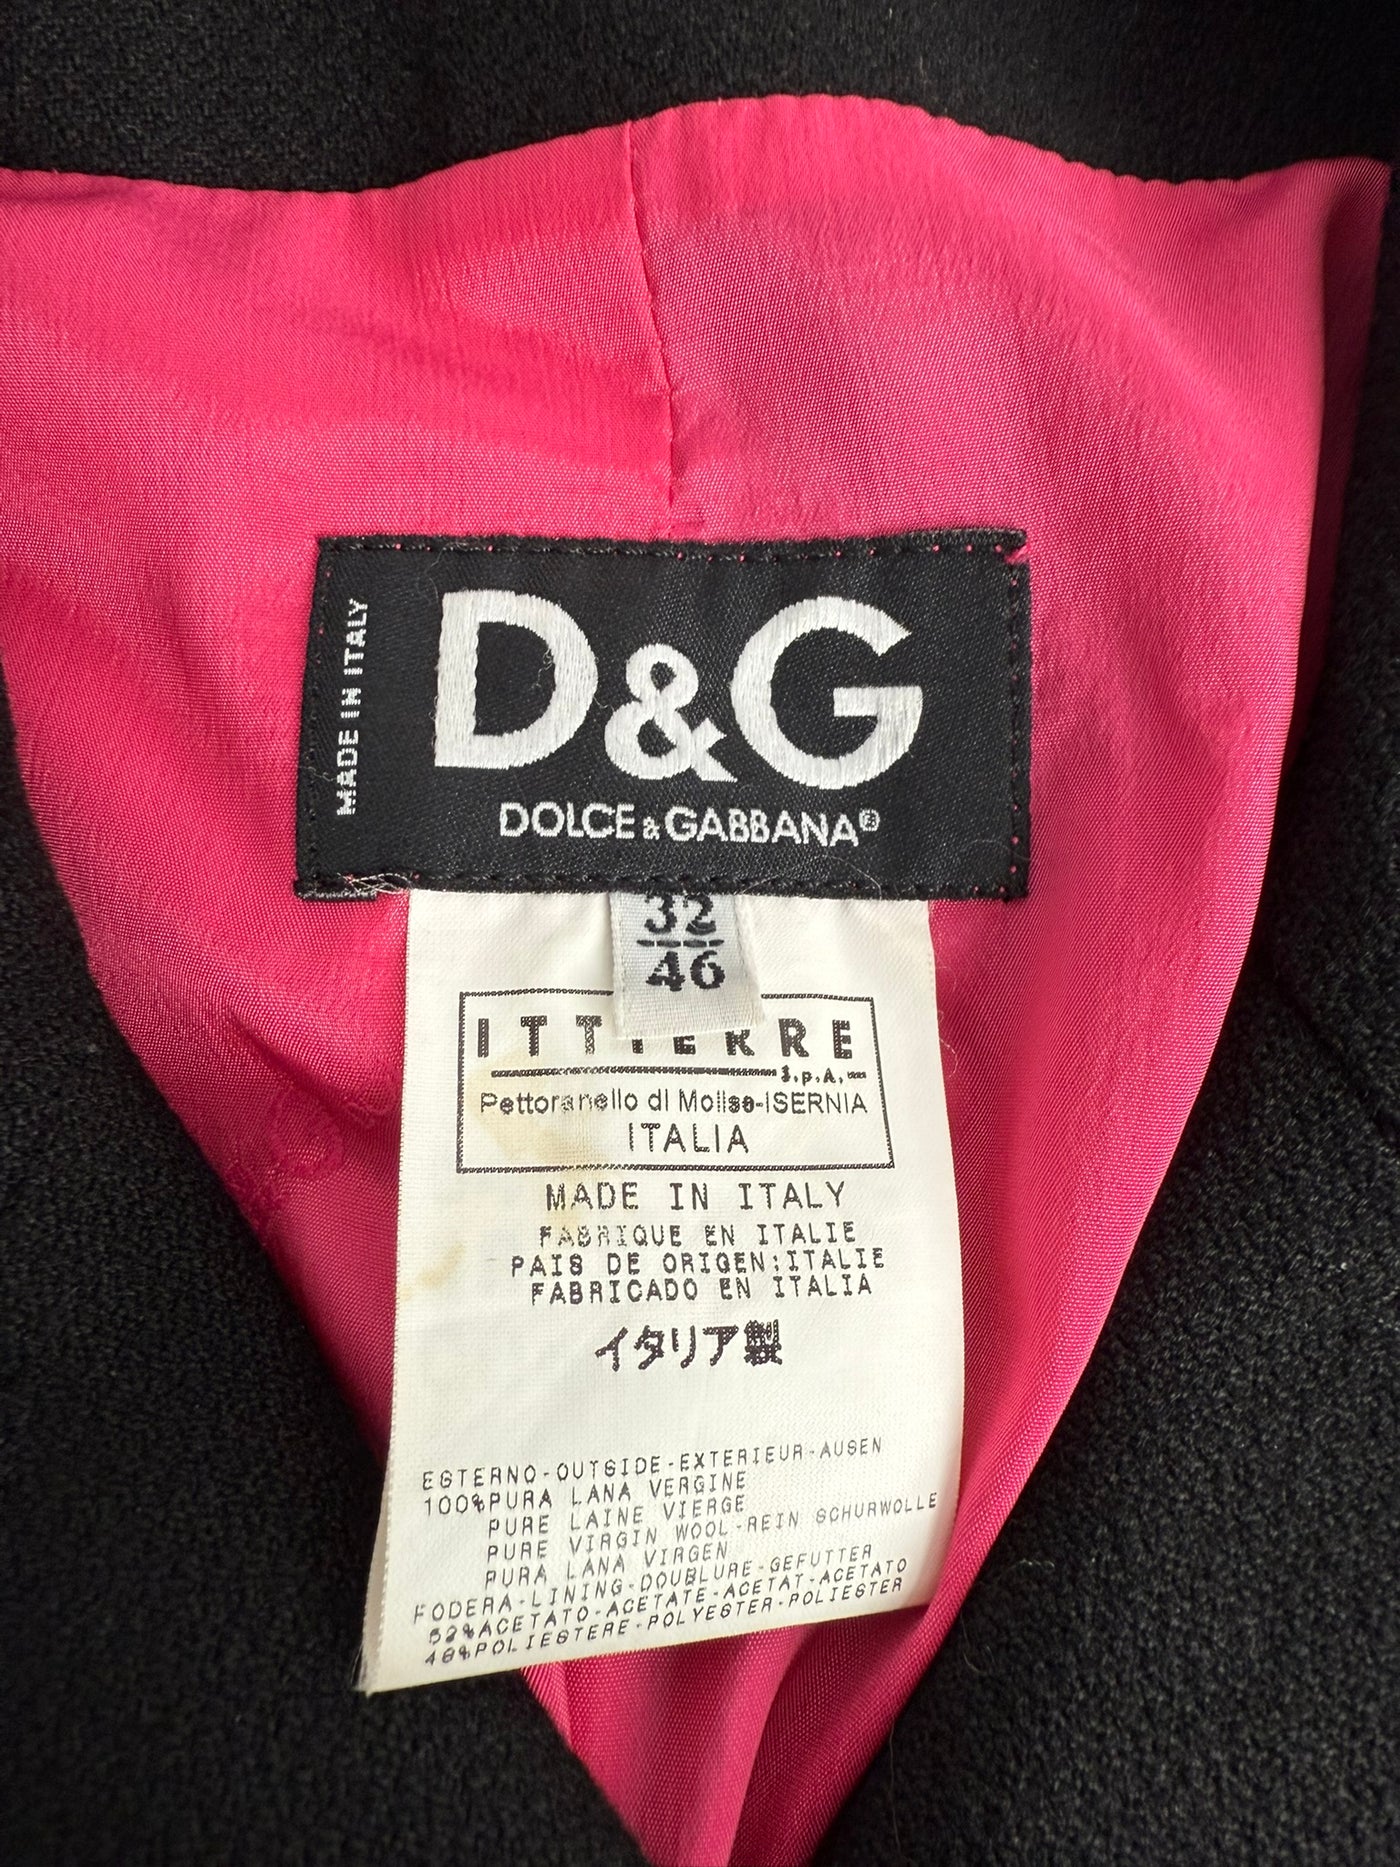 MADE IN ITALY
D&G
DOLCE & GABBANA®
32
46
ITTIERRE
S.p.A.
Pettoranello di Molise-ISERNIA
ITALIA
MADE IN ITALY
FABRIQUE EN ITALIE
PAIS DE ORIGEN:ITALIE
FABRICADO EN ITALIA
イタリア製
ESTERNO-OUTSIDE-EXTERIEUR-AUSEN
100%PURA LANA VERGINE
PURE LAINE VIERGE
PURE VIRGIN WOOL-REIN SCHURWOLLE
PURA LANA VIRGEN
FODERA-LINING-DOUBLURE-GEFUTTER
52%ACETATO-ACETATE-ACETAT-ACETATO
48%POLIESTERE-POLYESTER-POLIESTER